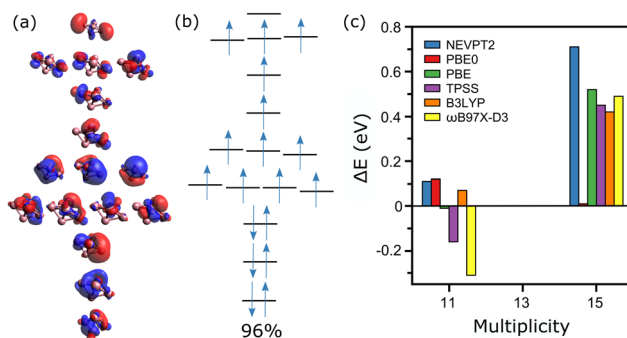 (a)
(b)
96%
(c)
NEVPT2
PBE0
PBE
TPSS
B3LYP
ωB97X-D3
ΔE (eV)
0.8
0.6
0.4
0.2
0
-0.2
11 13 15
Multiplicity